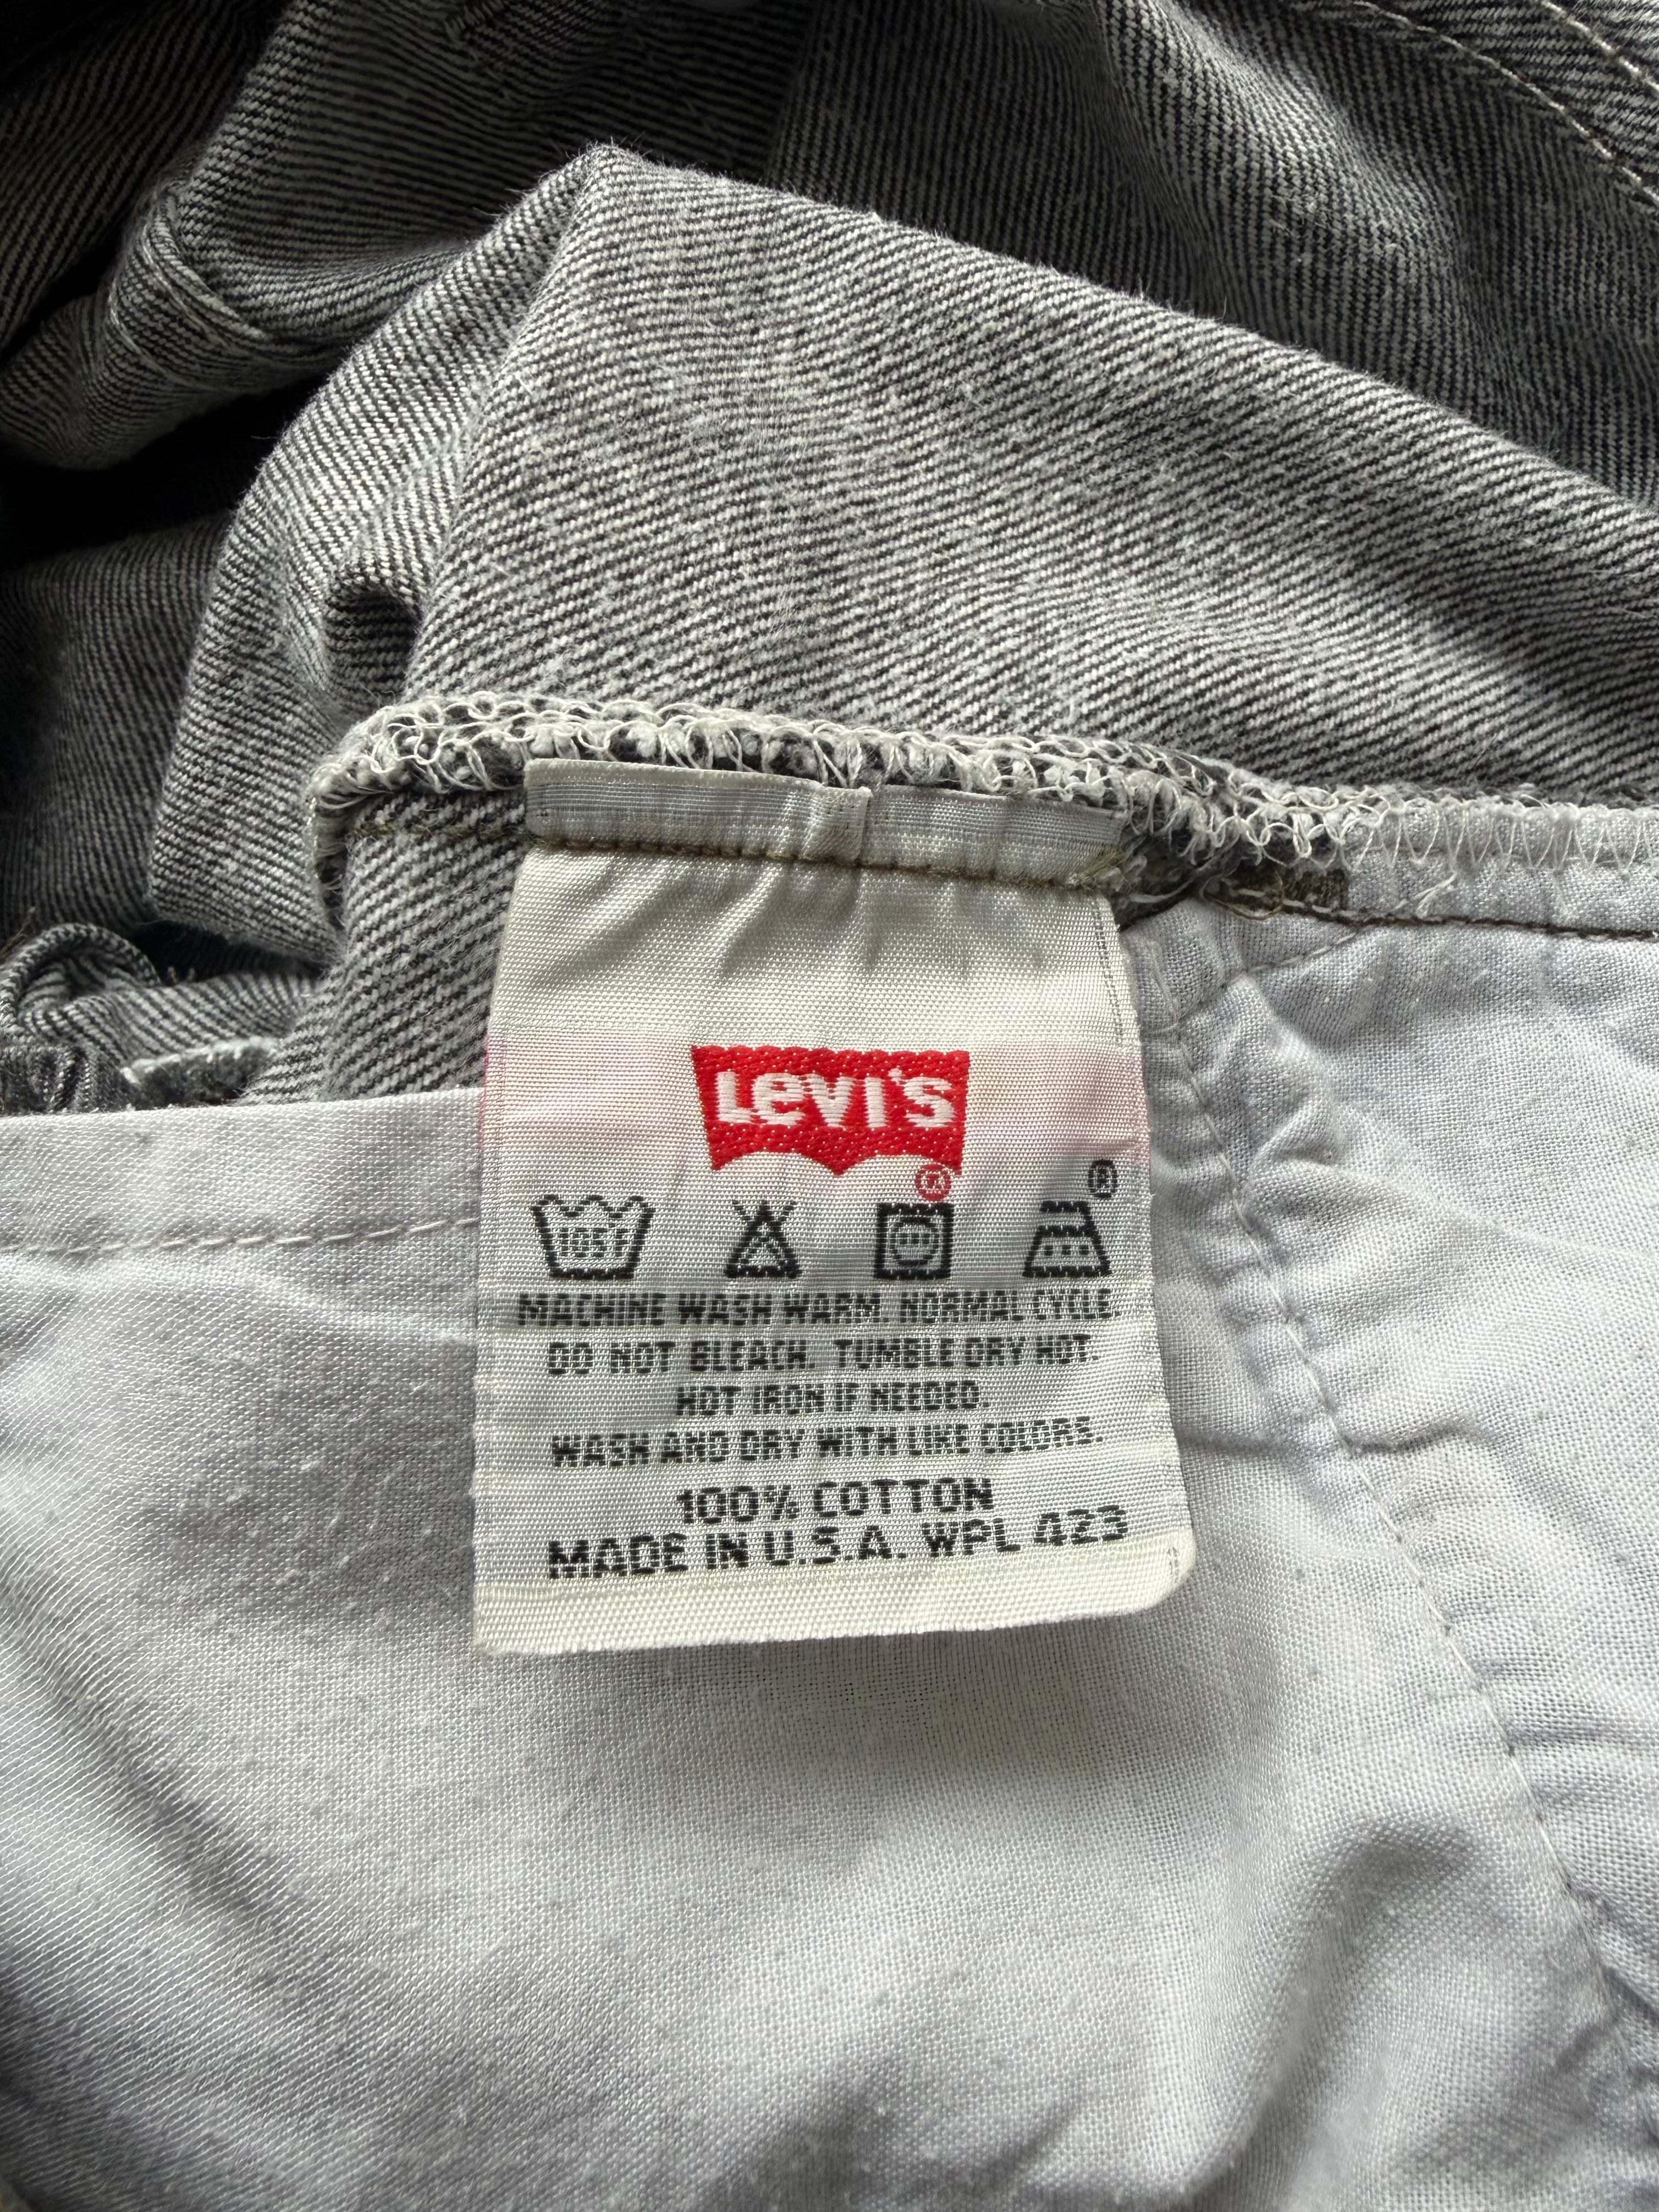 LEVI'S
®
®
105F
MACHINE WASH WARM. NORMAL CYCLE.
DO NOT BLEACH. TUMBLE DRY HOT.
HOT IRON IF NEEDED.
WASH AND DRY WITH LIKE COLORS.
100% COTTON
MADE IN U.S.A. WPL 423